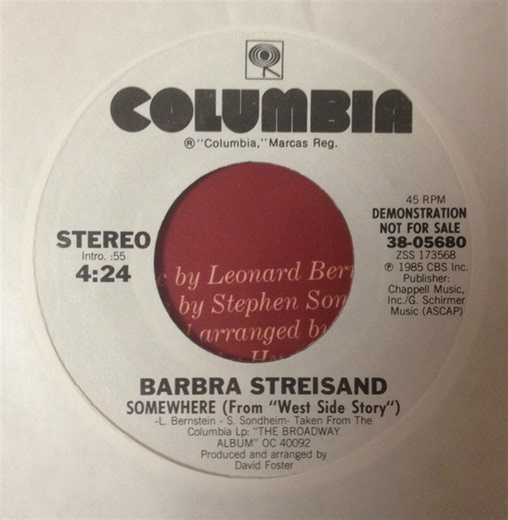 COLUMBIA
®"Columbia," Marcas Reg.
STEREO
Intro. :55
4:24
45 RPM
DEMONSTRATION
NOT FOR SALE
38-05680
ZSS 173568
℗ 1985 CBS Inc.
Publisher:
Chappell Music,
Inc./G. Schirmer
Music (ASCAP)
by Leonard
by Stephen
arranged
BARBRA STREISAND
SOMEWHERE (From "West Side Story")
-L. Bernstein - S. Sondheim- Taken From The
Columbia Lp: "THE BROADWAY
ALBUM" OC 40092
Produced and arranged by
David Foster